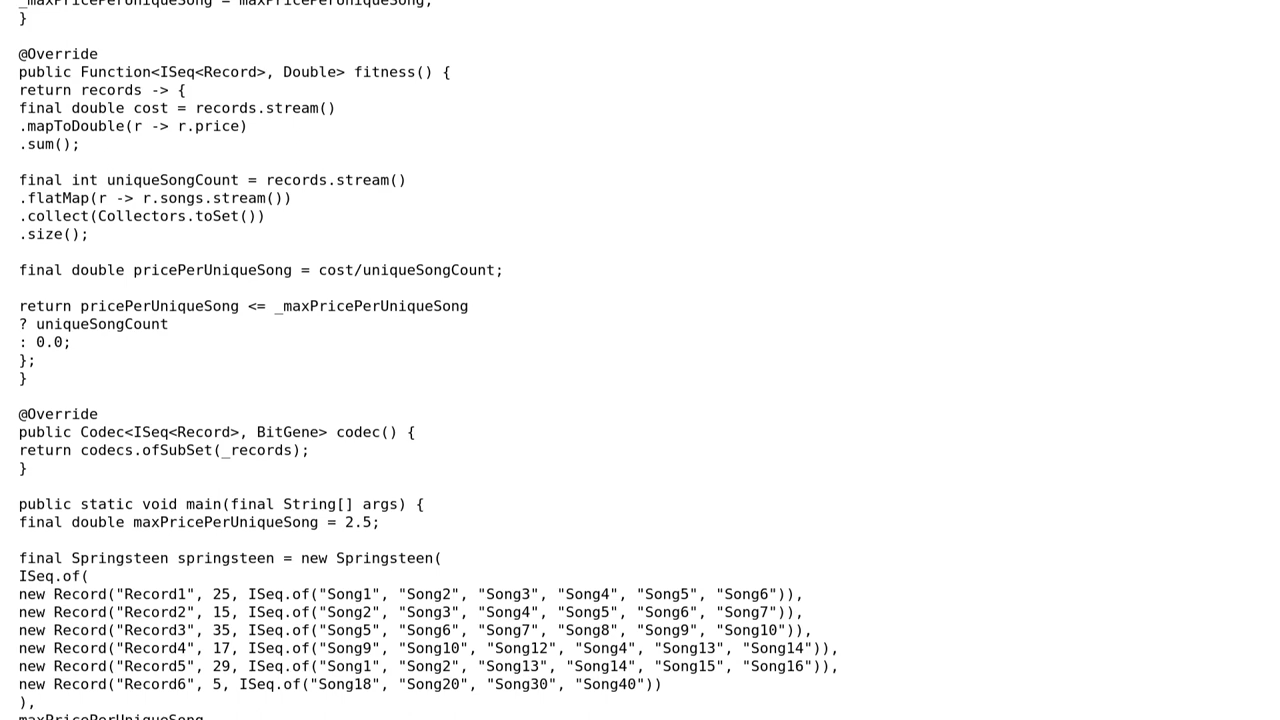 _maxPricePerUniqueSong = maxPricePerUniqueSong;
}

@Override
public Function<ISeq<Record>, Double> fitness() {
return records -> {
final double cost = records.stream()
.mapToDouble(r -> r.price)
.sum();

final int uniqueSongCount = records.stream()
.flatMap(r -> r.songs.stream())
.collect(Collectors.toSet())
.size();

final double pricePerUniqueSong = cost/uniqueSongCount;

return pricePerUniqueSong <= _maxPricePerUniqueSong
? uniqueSongCount
: 0.0;
};
}

@Override
public Codec<ISeq<Record>, BitGene> codec() {
return codecs.ofSubSet(_records);
}

public static void main(final String[] args) {
final double maxPricePerUniqueSong = 2.5;

final Springsteen springsteen = new Springsteen(
ISeq.of(
new Record("Record1", 25, ISeq.of("Song1", "Song2", "Song3", "Song4", "Song5", "Song6")),
new Record("Record2", 15, ISeq.of("Song2", "Song3", "Song4", "Song5", "Song6", "Song7")),
new Record("Record3", 35, ISeq.of("Song5", "Song6", "Song7", "Song8", "Song9", "Song10")),
new Record("Record4", 17, ISeq.of("Song9", "Song10", "Song12", "Song4", "Song13", "Song14")),
new Record("Record5", 29, ISeq.of("Song1", "Song2", "Song13", "Song14", "Song15", "Song16")),
new Record("Record6", 5, ISeq.of("Song18", "Song20", "Song30", "Song40"))
),
maxPricePerUniqueSong